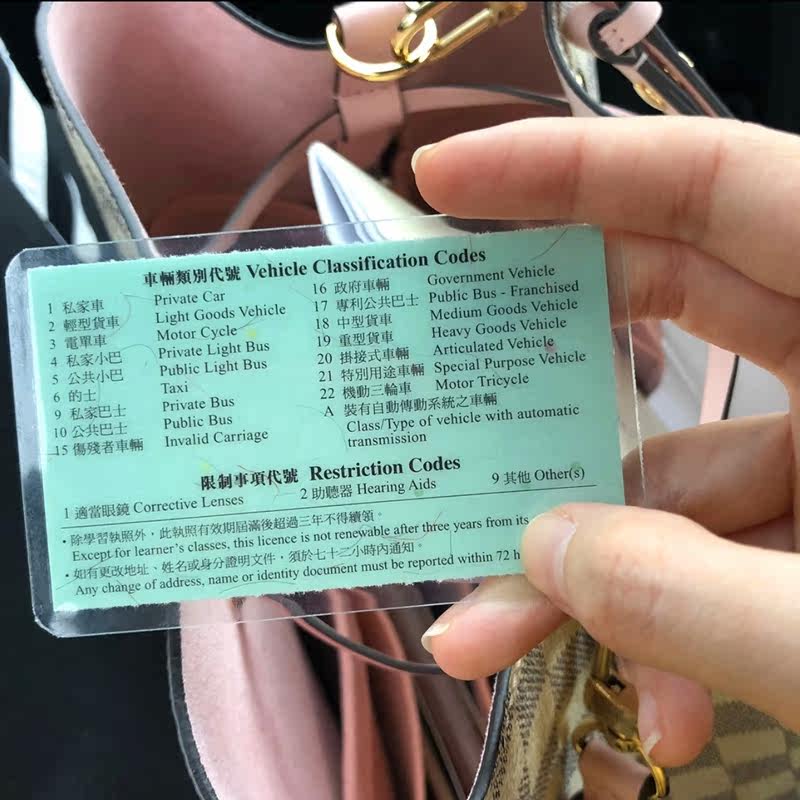 車輛類別代號 Vehicle Classification Codes
1 私家車 Private Car
2 輕型貨車 Light Goods Vehicle
3 電單車 Motor Cycle
4 私家小巴 Private Light Bus
5 公共小巴 Public Light Bus
6 的士 Taxi
9 私家巴士 Private Bus
10 公共巴士 Public Bus
15 傷殘者車輛 Invalid Carriage
16 政府車輛 Government Vehicle
17 專利公共巴士 Public Bus - Franchised
18 中型貨車 Medium Goods Vehicle
19 重型貨車 Heavy Goods Vehicle
20 掛接式車輛 Articulated Vehicle
21 特別用途車輛 Special Purpose Vehicle
22 機動三輪車 Motor Tricycle
A 裝有自動傳動系統之車輛
Class/Type of vehicle with automatic
transmission
限制事項代號 Restriction Codes
1 適當眼鏡 Corrective Lenses 2 助聽器 Hearing Aids 9 其他 Other(s)
• 除學習執照外，此執照有效期屆滿後超過三年不得續領。
Except for learner's classes, this licence is not renewable after three years from its
• 如有更改地址、姓名或身分證明文件，須於七十二小時內通知。
Any change of address, name or identity document must be reported within 72 h